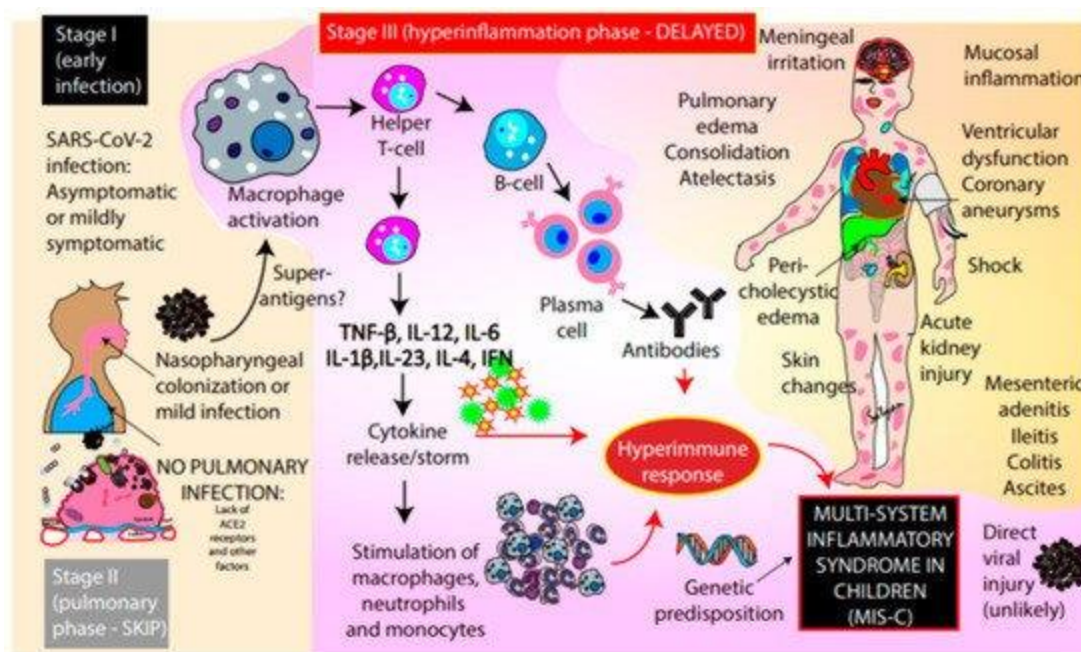 Stage I
(early
infection)
SARS-CoV-2
infection:
Asymptomatic
or mildly
symptomatic
Super-
antigens?
Nasopharyngeal
colonization or
mild infection
NO PULMONARY
INFECTION:
Lack of
ACE2
receptors
and other
factors
Stage II
(pulmonary
phase - SKIP)
Stage III (hyperinflammation phase - DELAYED)
Macrophage
activation
Helper
T-cell
B-cell
Plasma
cell
Antibodies
TNF-β, IL-12, IL-6
IL-1β,IL-23, IL-4, IFN
Cytokine
release/storm
Stimulation of
macrophages,
neutrophils
and monocytes
Hyperimmune
response
Genetic
predisposition
MULTI-SYSTEM
INFLAMMATORY
SYNDROME IN
CHILDREN
(MIS-C)
Direct
viral
injury
(unlikely)
Meningeal
irritation
Mucosal
inflammation
Pulmonary
edema
Consolidation
Atelectasis
Ventricular
dysfunction
Coronary
aneurysms
Shock
Peri-
cholecystic
edema
Acute
kidney
injury
Skin
changes
Mesenteric
adenitis
Ileitis
Colitis
Ascites